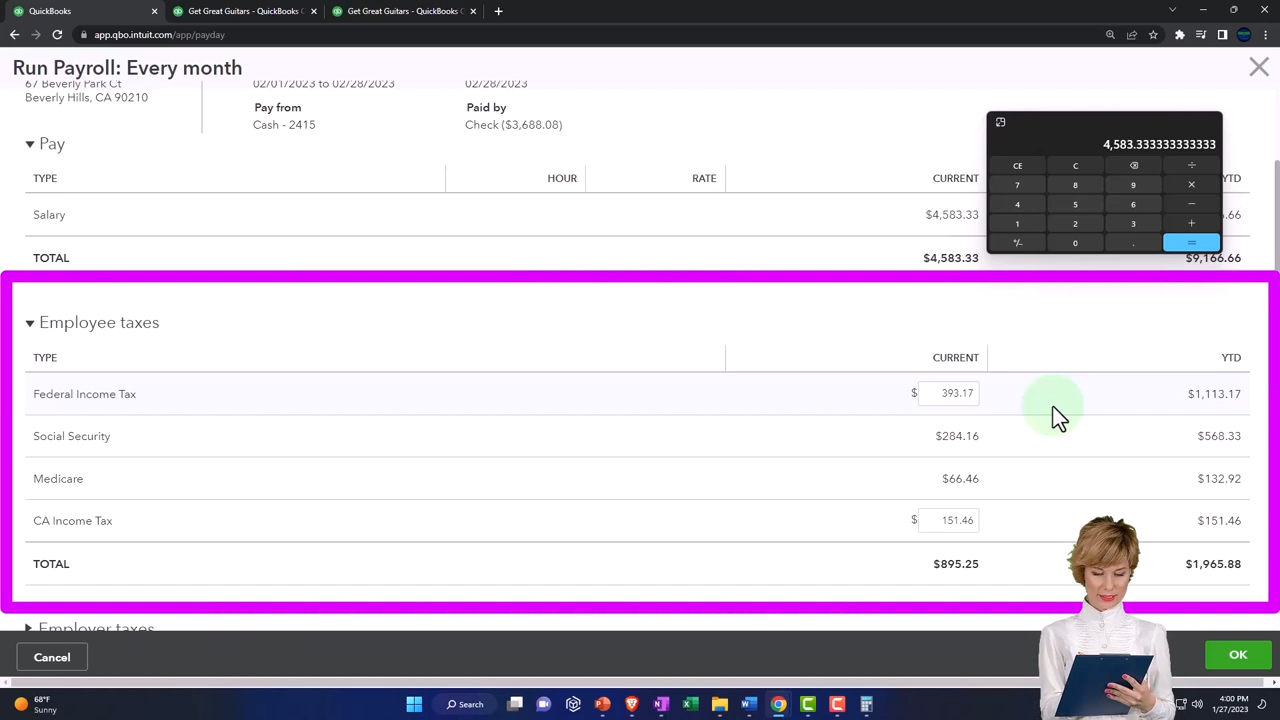 QuickBooks
Get Great Guitars - QuickBooks
Get Great Guitars - QuickBooks
app.qbo.intuit.com/app/payday
Run Payroll: Every month
67 Beverly Park Ct
02/01/2023 to 02/28/2023
02/28/2023
Beverly Hills, CA 90210
Pay from
Paid by
Cash - 2415
Check ($3,688.08)
4,583.333333333333
Pay
CE C ⌫ ÷
7 8 9 ×
4 5 6 −
1 2 3 +
+/− 0 . =
TYPE HOUR RATE CURRENT YTD
Salary $4,583.33
TOTAL $4,583.33 $9,166.66
Employee taxes
TYPE CURRENT YTD
Federal Income Tax $ 393.17 $1,113.17
Social Security $284.16 $568.33
Medicare $66.46 $132.92
CA Income Tax $ 151.46 $151.46
TOTAL $895.25 $1,965.88
Employer taxes
Cancel
OK
68°F
Sunny
Search
4:00 PM
1/27/2023